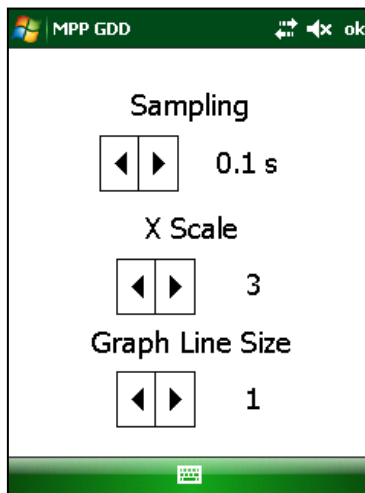 MPP GDD ok
Sampling
0.1 s
X Scale
3
Graph Line Size
1